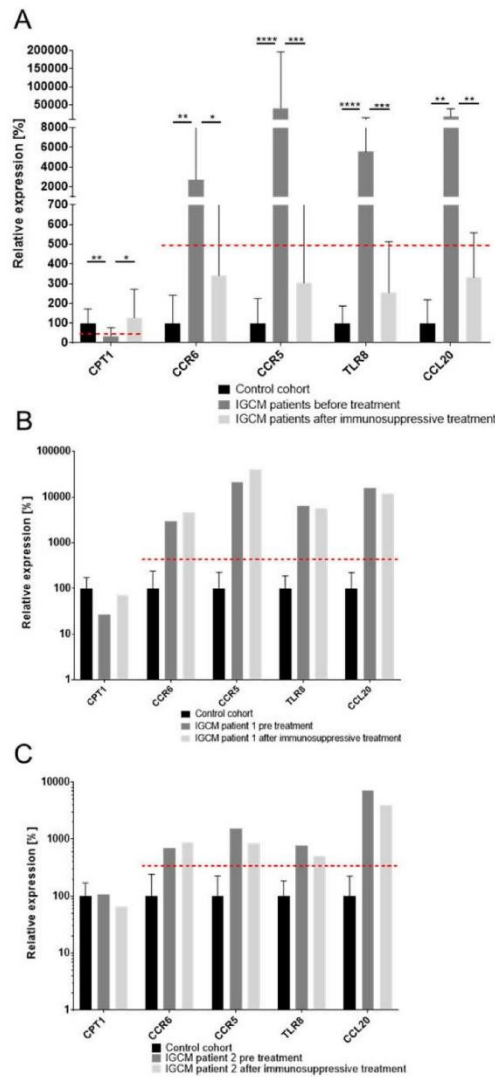 A
Relative expression [%]
200000
150000
100000
50000
8000
6000
4000
2000
700
600
500
400
300
200
100
0
** *
** *
**** ***
**** ***
** **
CPT1
CCR6
CCR5
TLR8
CCL20
Control cohort
IGCM patients before treatment
IGCM patients after immunosuppressive treatment
B
Relative expression [%]
100000
10000
1000
100
10
1
CPT1
CCR6
CCR5
TLR8
CCL20
Control cohort
IGCM patient 1 pre treatment
IGCM patient 1 after immunosuppressive treatment
C
Relative expression [%]
10000
1000
100
10
1
CPT1
CCR6
CCR5
TLR8
CCL20
Control cohort
IGCM patient 2 pre treatment
IGCM patient 2 after immunosuppressive treatment